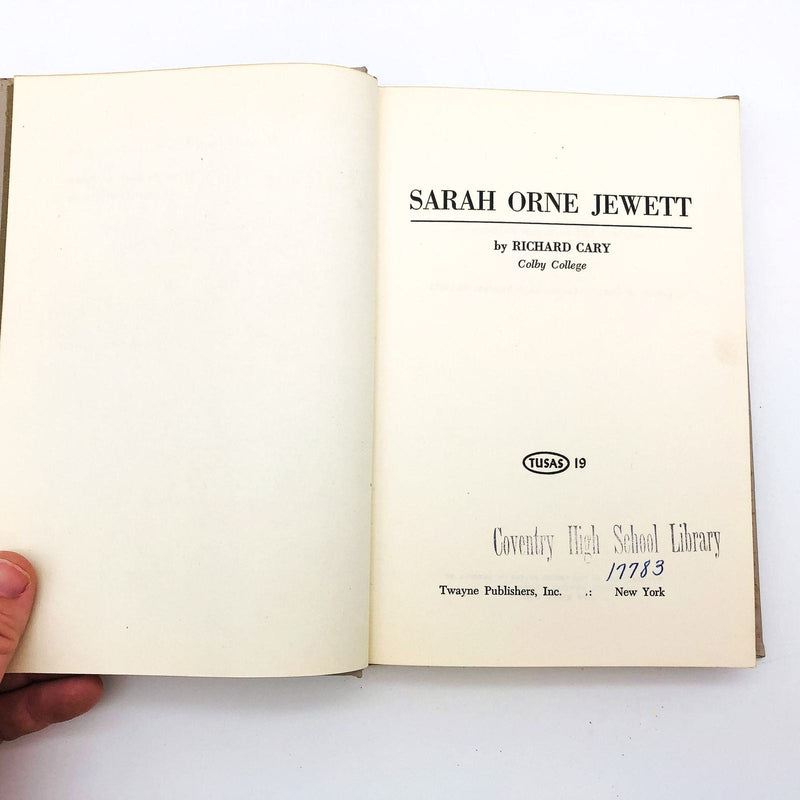 SARAH ORNE JEWETT
by RICHARD CARY
Colby College
TUSAS 19
Coventry High School Library
17783
Twayne Publishers, Inc. .: New York